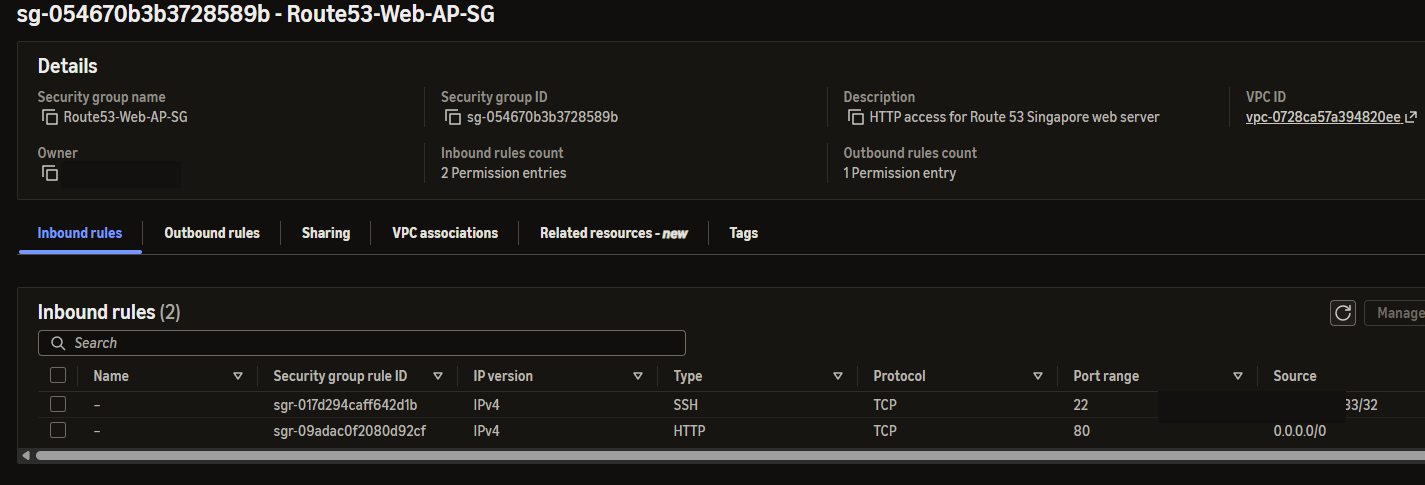 sg-054670b3b3728589b - Route53-Web-AP-SG
Details
Security group name
Route53-Web-AP-SG
Security group ID
sg-054670b3b3728589b
Description
HTTP access for Route 53 Singapore web server
VPC ID
vpc-0728ca57a394820ee
Owner
Inbound rules count
2 Permission entries
Outbound rules count
1 Permission entry
Inbound rules Outbound rules Sharing VPC associations Related resources - new Tags
Inbound rules (2)
Manage
Search
Name Security group rule ID IP version Type Protocol Port range Source
– sgr-017d294caff642d1b IPv4 SSH TCP 22 33/32
– sgr-09adac0f2080d92cf IPv4 HTTP TCP 80 0.0.0.0/0